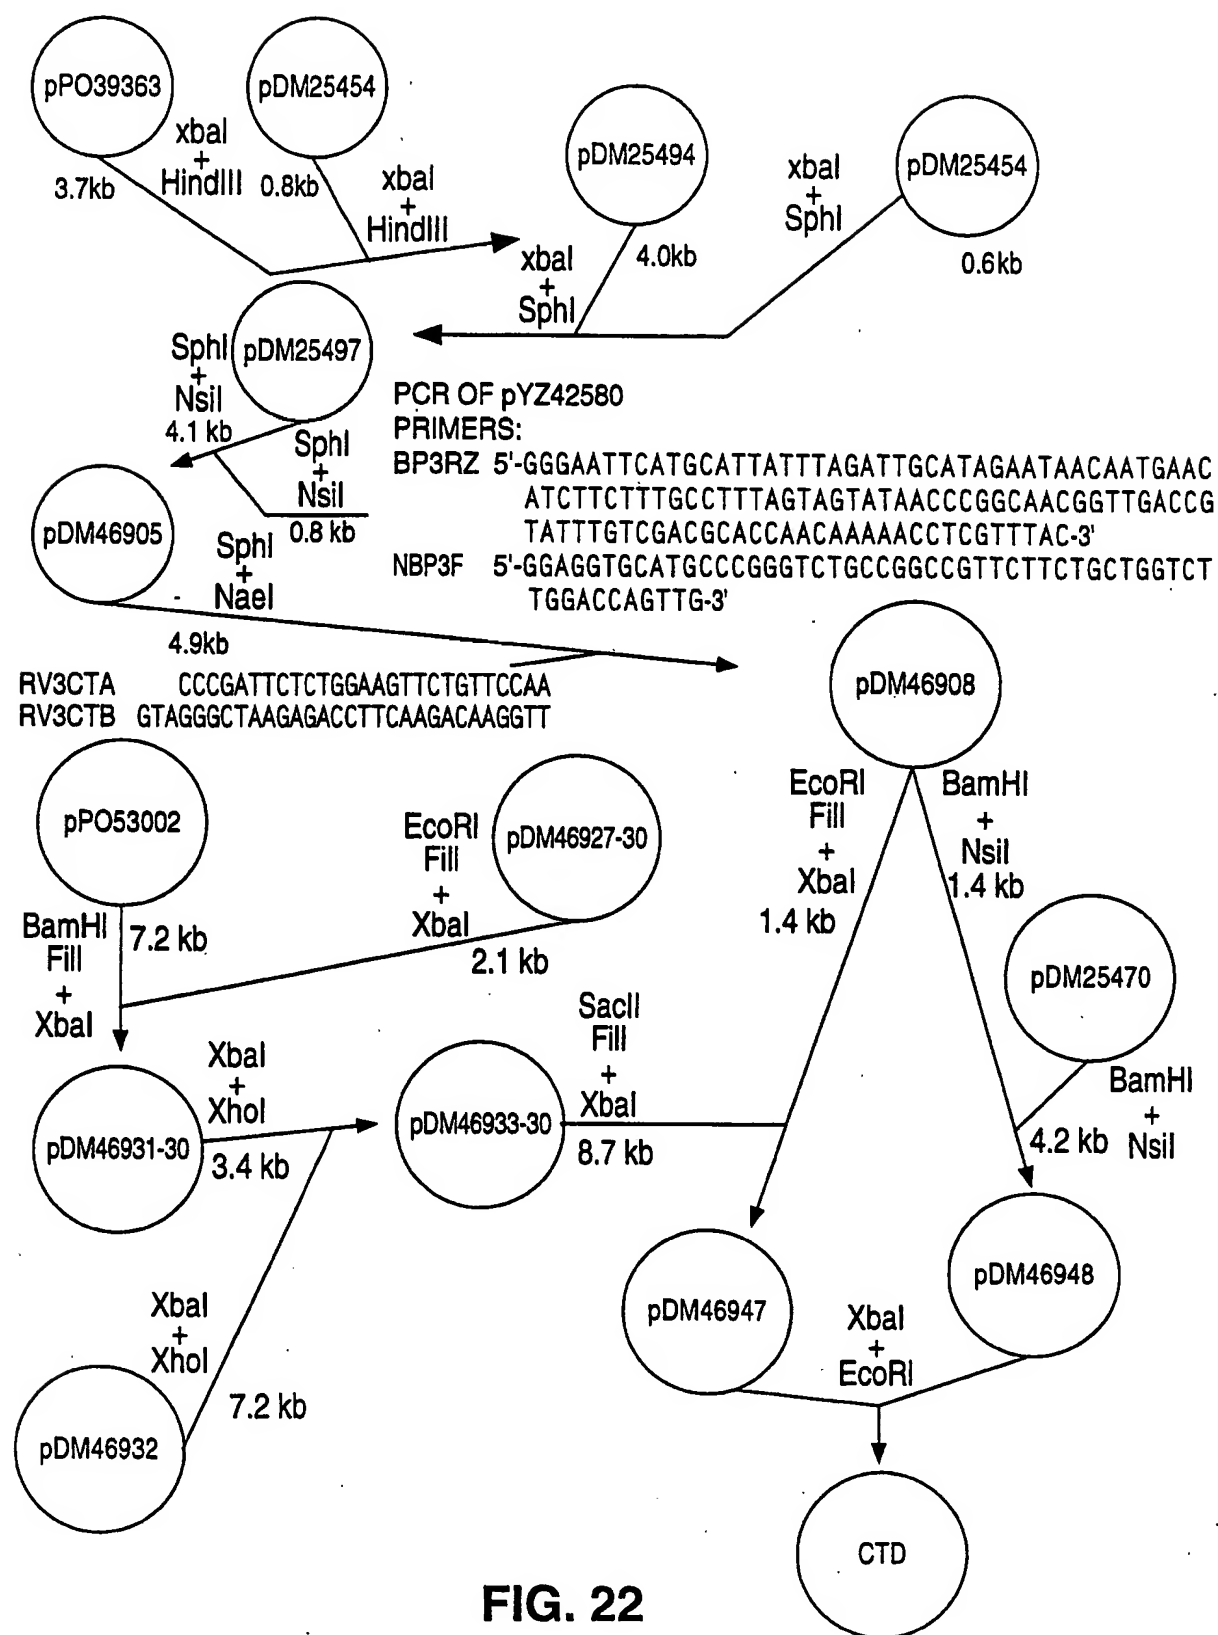 pPO39363
pDM25454
xbaI
+
HindIII
3.7kb
0.8kb
xbaI
+
HindIII
pDM25494
xbaI
+
SphI
4.0kb
pDM25454
xbaI
+
SphI
0.6kb
SphI
+
NsiI
4.1 kb
pDM25497
SphI
+
NsiI
0.8 kb
PCR OF pYZ42580
PRIMERS:
BP3RZ 5'-GGGAATTCATGCATTATTTAGATTGCATAGAATAACAATGAAC
ATCTTCTTTGCCTTTAGTAGTATAACCCGGCAACGGTTGACCG
TATTTGTCGACGCACCAACAAAAACCTCGTTTAC-3'
NBP3F 5'-GGAGGTGCATGCCCGGGTCTGCCGGCCGTTCTTCTGCTGGTCT
TGGACCAGTTG-3'
pDM46905
SphI
+
NaeI
4.9kb
RV3CTA CCCGATTCTCTGGAAGTTCTGTTCCAA
RV3CTB GTAGGGCTAAGAGACCTTCAAGACAAGGTT
pDM46908
pPO53002
BamHI
Fill
+
XbaI
7.2 kb
EcoRI
Fill
+
XbaI
pDM46927-30
2.1 kb
EcoRI
Fill
+
XbaI
1.4 kb
BamHI
+
NsiI
1.4 kb
pDM25470
BamHI
+
NsiI
4.2 kb
pDM46931-30
XbaI
+
XhoI
3.4 kb
pDM46933-30
SacII
Fill
+
XbaI
8.7 kb
pDM46932
XbaI
+
XhoI
7.2 kb
pDM46947
pDM46948
XbaI
+
EcoRI
CTD
FIG. 22